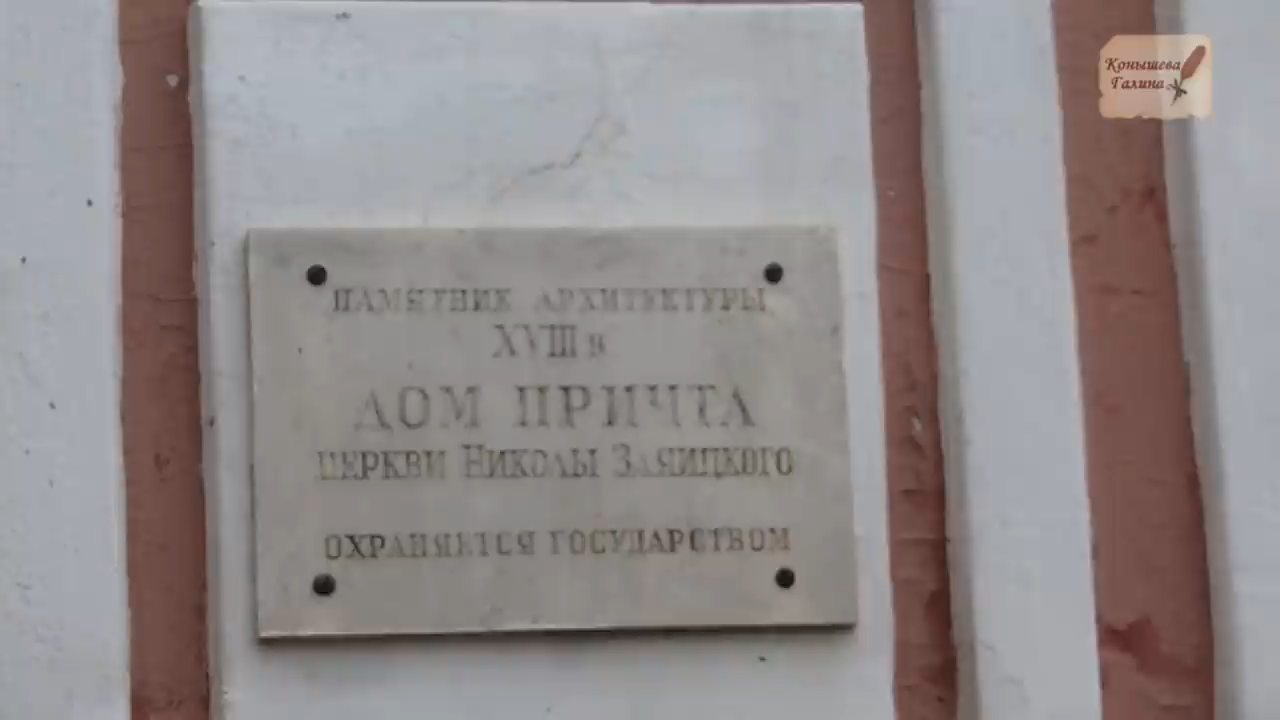 Конышева
Галина
ПАМЯТНИК АРХИТЕКТУРЫ
XVIII в
ДОМ ПРИЧТА
ЦЕРКВИ НИКОЛЫ ЗАЯИЦКОГО
ОХРАНЯЕТСЯ ГОСУДАРСТВОМ